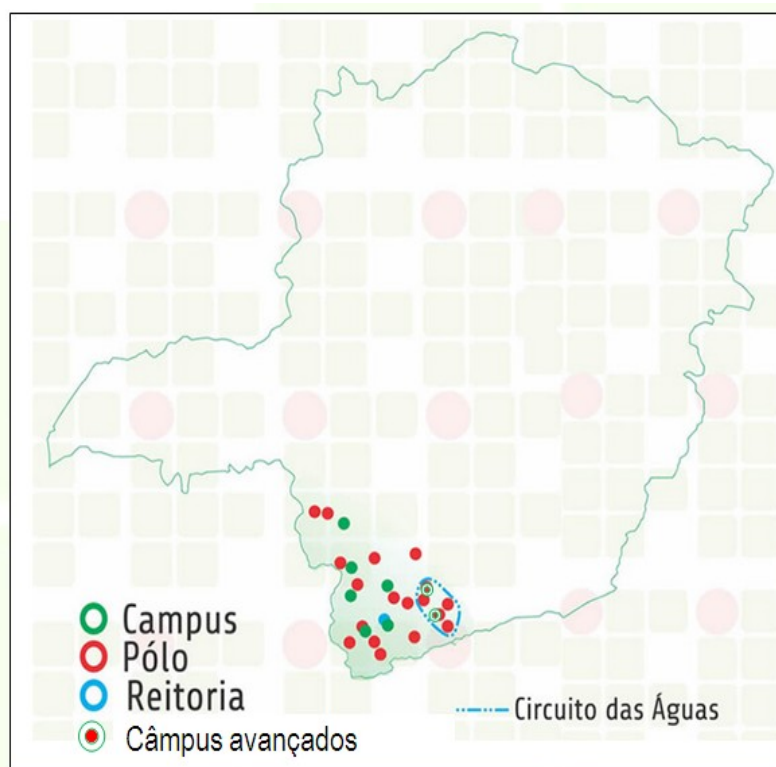 Campus
Pólo
Reitoria
Câmpus avançados
Circuito das Águas